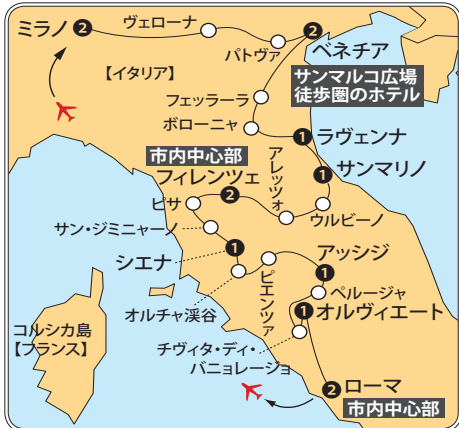 ミラノ
2
ヴェローナ
パトヴァ
2
ベネチア
サンマルコ広場
徒歩圏のホテル
【イタリア】
フェッラーラ
ボローニャ
1
ラヴェンナ
1
サンマリノ
市内中心部
フィレンツェ
2
アレッツォ
ウルビーノ
ピサ
サン・ジミニャーノ
シエナ
1
オルチャ渓谷
ピエンツァ
アッシジ
1
ペルージャ
1
オルヴィエート
チヴィタ・ディ・
バニョレージョ
コルシカ島
【フランス】
2
ローマ
市内中心部